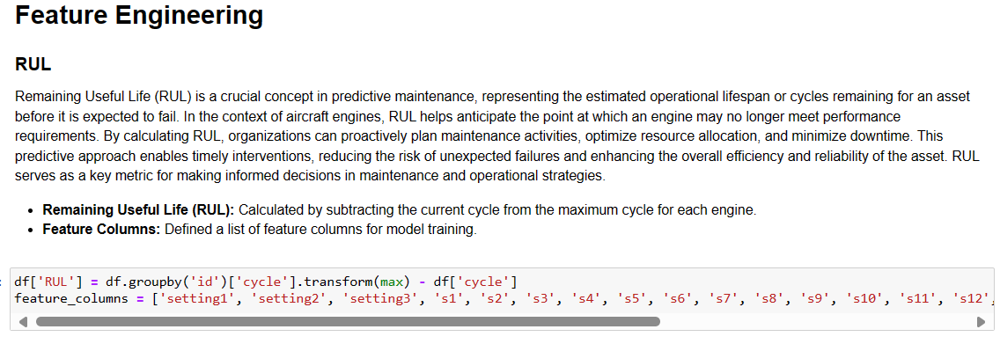 Feature Engineering
RUL
Remaining Useful Life (RUL) is a crucial concept in predictive maintenance, representing the estimated operational lifespan or cycles remaining for an asset
before it is expected to fail. In the context of aircraft engines, RUL helps anticipate the point at which an engine may no longer meet performance
requirements. By calculating RUL, organizations can proactively plan maintenance activities, optimize resource allocation, and minimize downtime. This
predictive approach enables timely interventions, reducing the risk of unexpected failures and enhancing the overall efficiency and reliability of the asset. RUL
serves as a key metric for making informed decisions in maintenance and operational strategies.
• Remaining Useful Life (RUL): Calculated by subtracting the current cycle from the maximum cycle for each engine.
• Feature Columns: Defined a list of feature columns for model training.
df['RUL'] = df.groupby('id')['cycle'].transform(max) - df['cycle']
feature_columns = ['setting1', 'setting2', 'setting3', 's1', 's2', 's3', 's4', 's5', 's6', 's7', 's8', 's9', 's10', 's11', 's12',